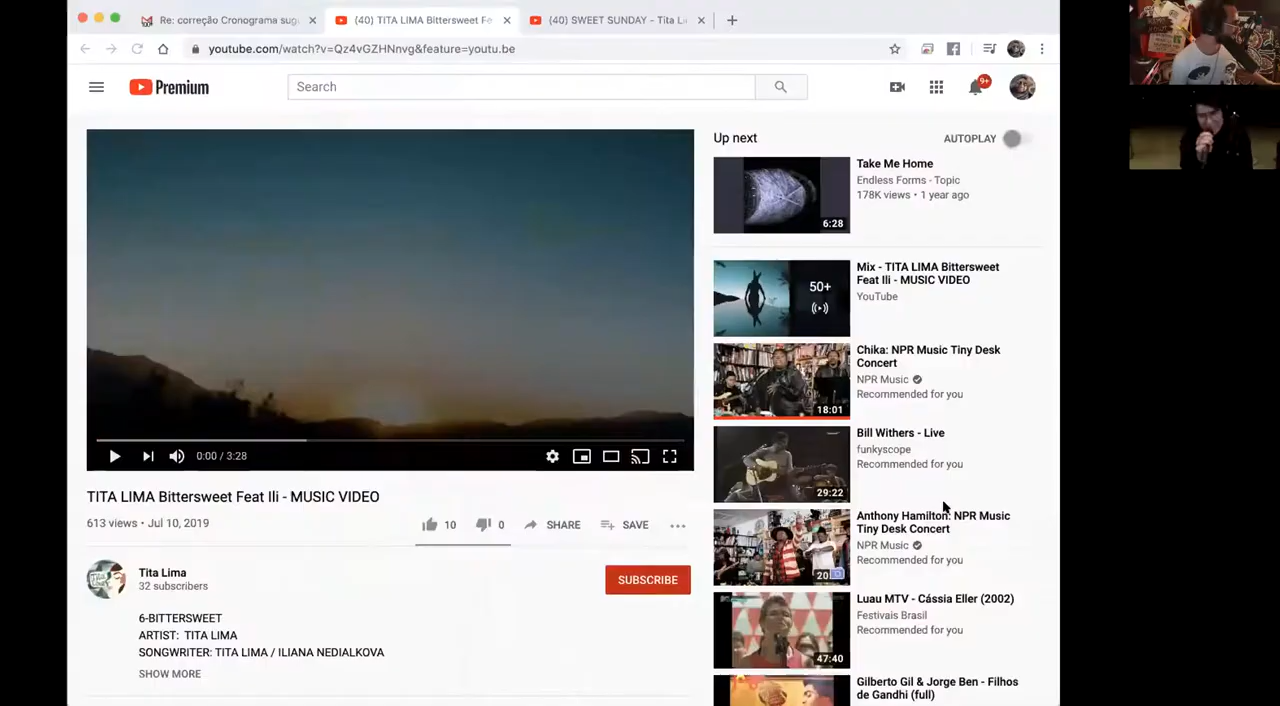 Re: correção Cronograma sug
(40) TITA LIMA Bittersweet Fe
(40) SWEET SUNDAY - Tita Li
youtube.com/watch?v=Qz4vGZHNnvg&feature=youtu.be
Premium
Search
9+
Up next
AUTOPLAY
Take Me Home
Endless Forms - Topic
178K views • 1 year ago
6:28
Mix - TITA LIMA Bittersweet
Feat Ili - MUSIC VIDEO
YouTube
50+
Chika: NPR Music Tiny Desk
Concert
NPR Music
Recommended for you
18:01
Bill Withers - Live
funkyscope
Recommended for you
29:22
Anthony Hamilton: NPR Music
Tiny Desk Concert
NPR Music
Recommended for you
Luau MTV - Cássia Eller (2002)
Festivais Brasil
Recommended for you
47:40
Gilberto Gil & Jorge Ben - Filhos
de Gandhi (full)
0:00 / 3:28
TITA LIMA Bittersweet Feat Ili - MUSIC VIDEO
613 views • Jul 10, 2019
10
0
SHARE
SAVE
Tita Lima
32 subscribers
SUBSCRIBE
6-BITTERSWEET
ARTIST: TITA LIMA
SONGWRITER: TITA LIMA / ILIANA NEDIALKOVA
SHOW MORE